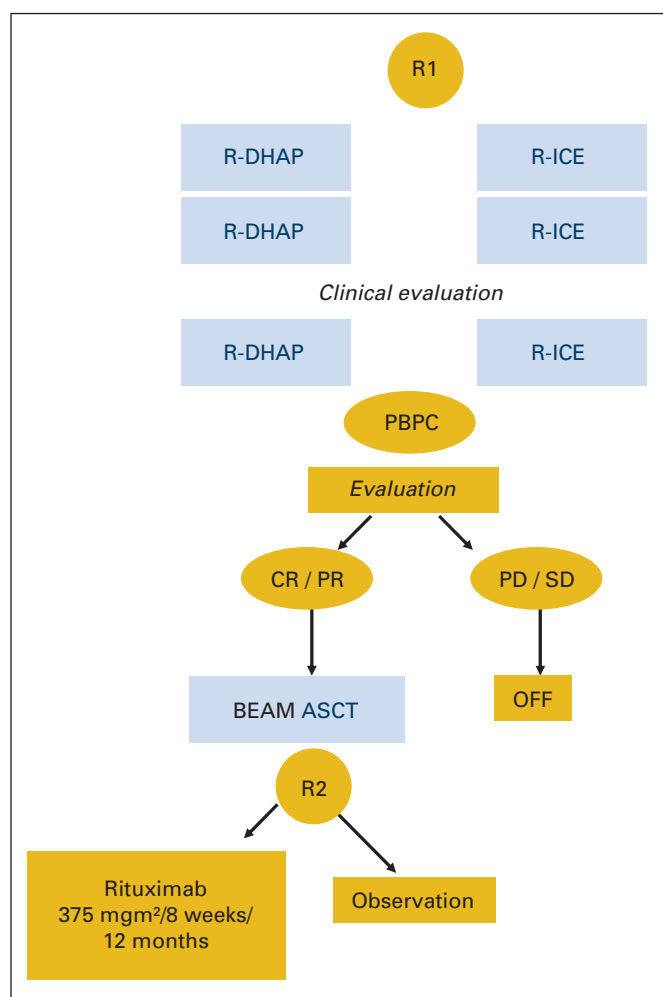 R1
R-DHAP R-ICE
R-DHAP R-ICE
Clinical evaluation
R-DHAP R-ICE
PBPC
Evaluation
CR / PR PD / SD
BEAM ASCT OFF
R2
Rituximab
375 mgm²/8 weeks/
12 months
Observation